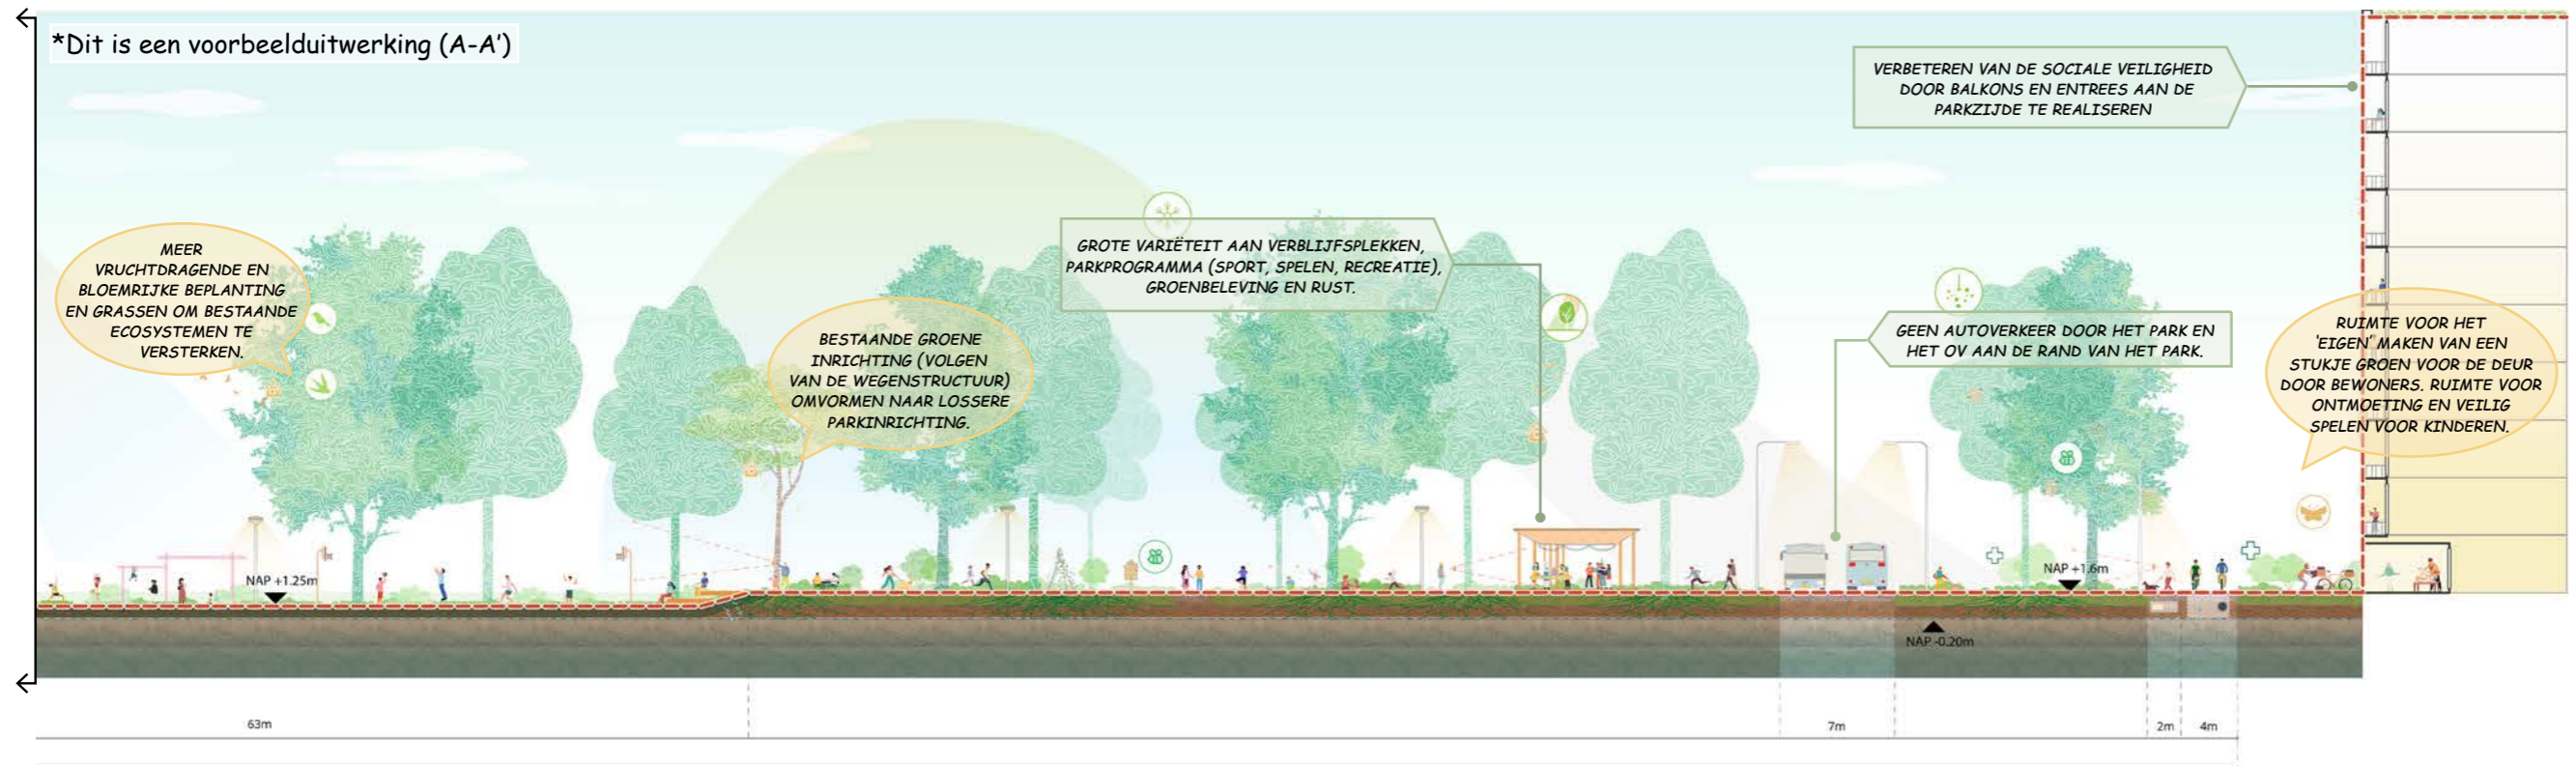 *Dit is een voorbeelduitwerking (A-A')
VERBETEREN VAN DE SOCIALE VEILIGHEID
DOOR BALKONS EN ENTREES AAN DE
PARKZIJDE TE REALISEREN
MEER
VRUCHTDRAGENDE EN
BLOEMRIJKE BEPLANTING
EN GRASSEN OM BESTAANDE
ECOSYSTEMEN TE
VERSTERKEN.
BESTAANDE GROENE
INRICHTING (VOLGEN
VAN DE WEGENSTRUCTUUR)
OMVORMEN NAAR LOSSERE
PARKINRICHTING.
GROTE VARIËTEIT AAN VERBLIJFSPLEKKEN,
PARKPROGRAMMA (SPORT, SPELEN, RECREATIE),
GROENBELEVING EN RUST.
GEEN AUTOVERKEER DOOR HET PARK EN
HET OV AAN DE RAND VAN HET PARK.
RUIMTE VOOR HET
'EIGEN' MAKEN VAN EEN
STUKJE GROEN VOOR DE DEUR
DOOR BEWONERS. RUIMTE VOOR
ONTMOETING EN VEILIG
SPELEN VOOR KINDEREN.
NAP +1.25m
NAP +1.6m
NAP -0.20m
63m
7m
2m
4m